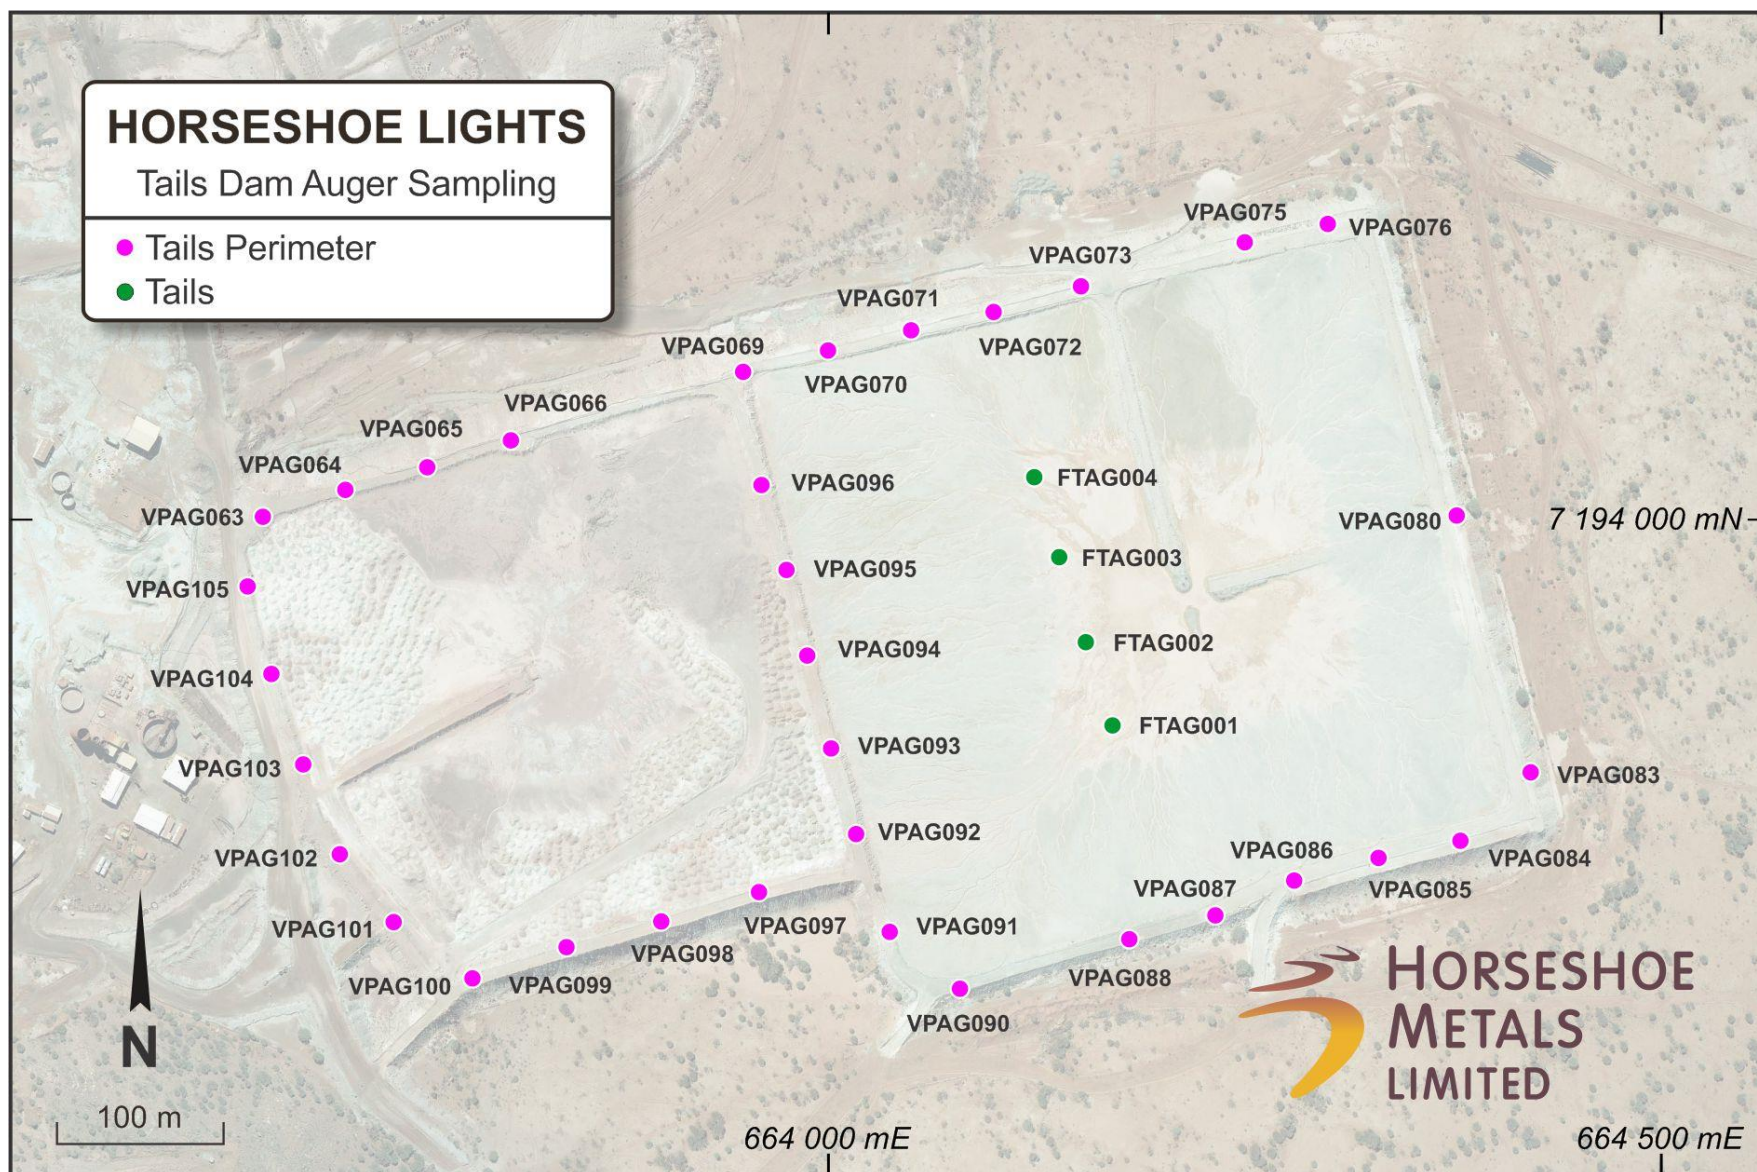 HORSESHOE LIGHTS
Tails Dam Auger Sampling
Tails Perimeter
Tails
VPAG075
VPAG076
VPAG073
VPAG071
VPAG072
VPAG069
VPAG070
VPAG066
VPAG065
VPAG064
VPAG063
VPAG096
FTAG004
VPAG080
7 194 000 mN
FTAG003
VPAG095
VPAG105
FTAG002
VPAG094
VPAG104
FTAG001
VPAG093
VPAG103
VPAG083
VPAG092
VPAG102
VPAG086
VPAG084
VPAG085
VPAG087
VPAG097
VPAG091
VPAG101
VPAG098
VPAG088
VPAG100
VPAG099
VPAG090
N
100 m
HORSESHOE
METALS
LIMITED
664 000 mE
664 500 mE